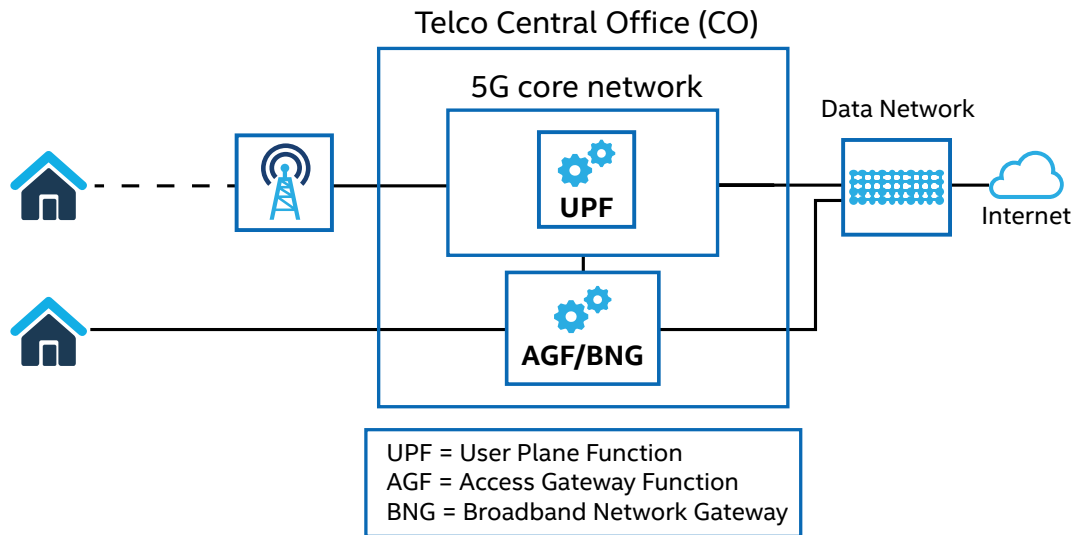 Telco Central Office (CO)
5G core network
Data Network
UPF
Internet
AGF/BNG
UPF = User Plane Function
AGF = Access Gateway Function
BNG = Broadband Network Gateway